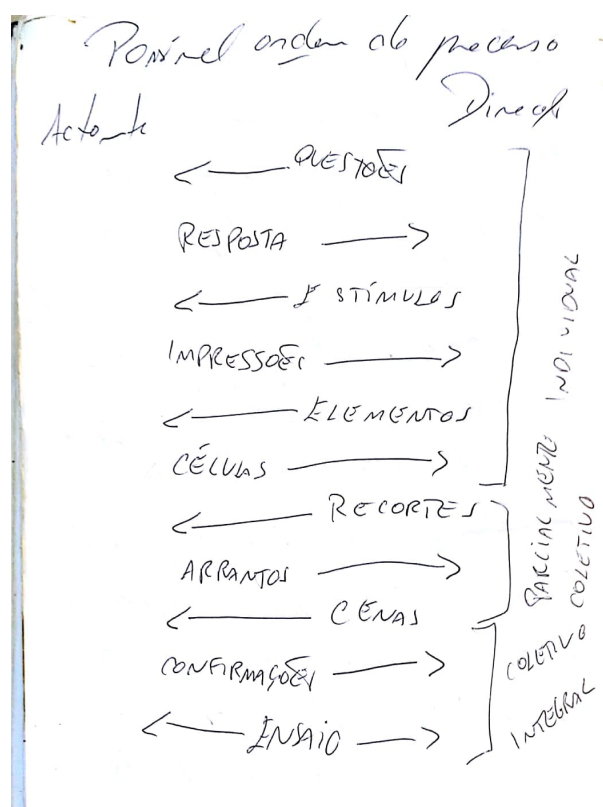 Possível ordem do processo
Actante
Direção
← QUESTÕES
RESPOSTA →
← ESTÍMULOS
IMPRESSÕES →
← ELEMENTOS
CÉLULAS →
← RECORTES
ARRANJOS →
← CENAS
CONFIRMAÇÕES →
← ENSAIO →
INDIVIDUAL
PARCIALMENTE
COLETIVO
COLETIVO
INTEGRAL